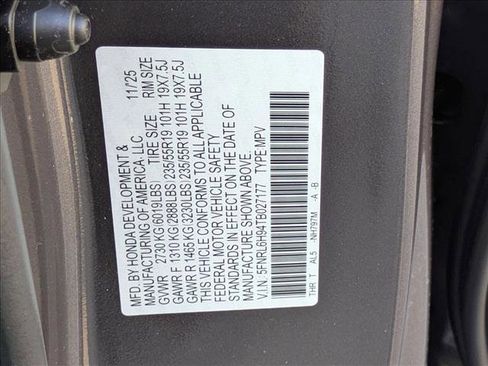 MFD. BY HONDA DEVELOPMENT &
MANUFACTURING OF AMERICA, LLC 11/25
TIRE SIZE RIM SIZE
GVWR 2730 KG(6019LBS)
GAWR F 1310 KG(2888LBS)235/55R19 101H 19X7.5J
GAWR R 1465 KG(3230LBS)235/55R19 101H 19X7.5J
THIS VEHICLE CONFORMS TO ALL APPLICABLE
FEDERAL MOTOR VEHICLE SAFETY
STANDARDS IN EFFECT ON THE DATE OF
MANUFACTURE SHOWN ABOVE.
V.I.N. 5FNRL6H94TB027177 TYPE MPV
THR T AL5 -NH797M -A -B